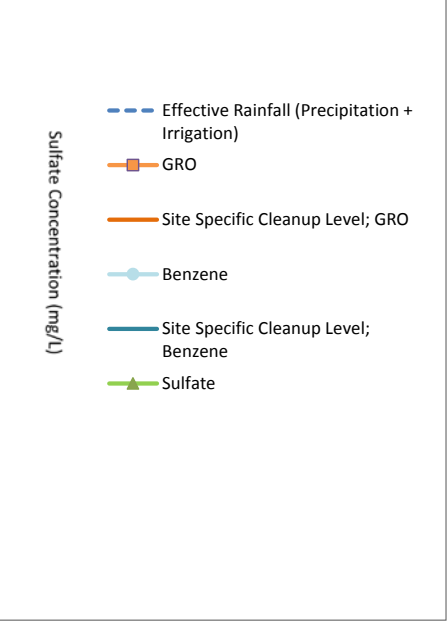 Sulfate Concentration (mg/L)
Effective Rainfall (Precipitation +
Irrigation)
GRO
Site Specific Cleanup Level; GRO
Benzene
Site Specific Cleanup Level;
Benzene
Sulfate